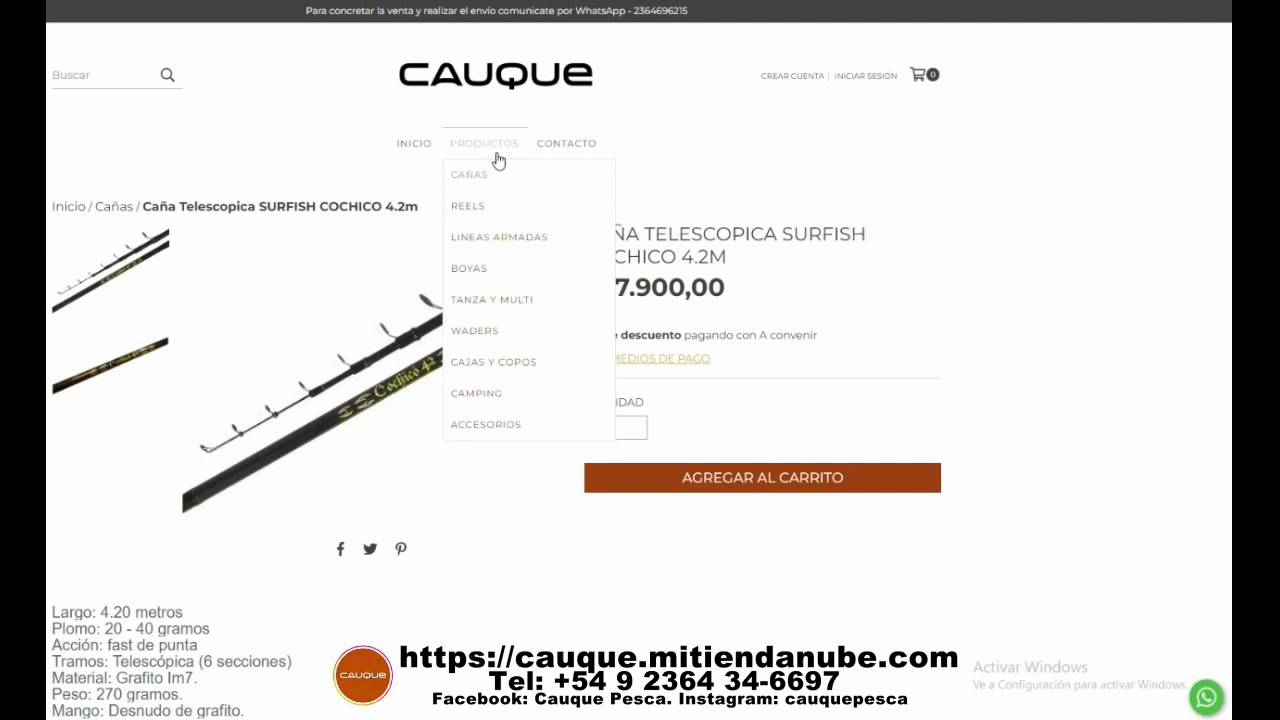 Para concretar la venta y realizar el envío comunicate por WhatsApp - 2364696215
Buscar
CAUQUE
CREAR CUENTA | INICIAR SESIÓN
0
INICIO PRODUCTOS CONTACTO
CAÑAS
REELS
LINEAS ARMADAS
BOYAS
TANZA Y MULTI
WADERS
CAJAS Y COPOS
CAMPING
ACCESORIOS
Inicio / Cañas / Caña Telescopica SURFISH COCHICO 4.2m
ÑA TELESCOPICA SURFISH
CHICO 4.2M
7.900,00
descuento pagando con A convenir
MEDIOS DE PAGO
IDAD
AGREGAR AL CARRITO
Cochico 42
Largo: 4.20 metros
Plomo: 20 - 40 gramos
Acción: fast de punta
Tramos: Telescópica (6 secciones)
Material: Grafito Im7.
Peso: 270 gramos.
Mango: Desnudo de grafito.
CAUQUE
https://cauque.mitiendanube.com
Tel: +54 9 2364 34-6697
Facebook: Cauque Pesca. Instagram: cauquepesca
Activar Windows
Ve a Configuración para activar Windows.